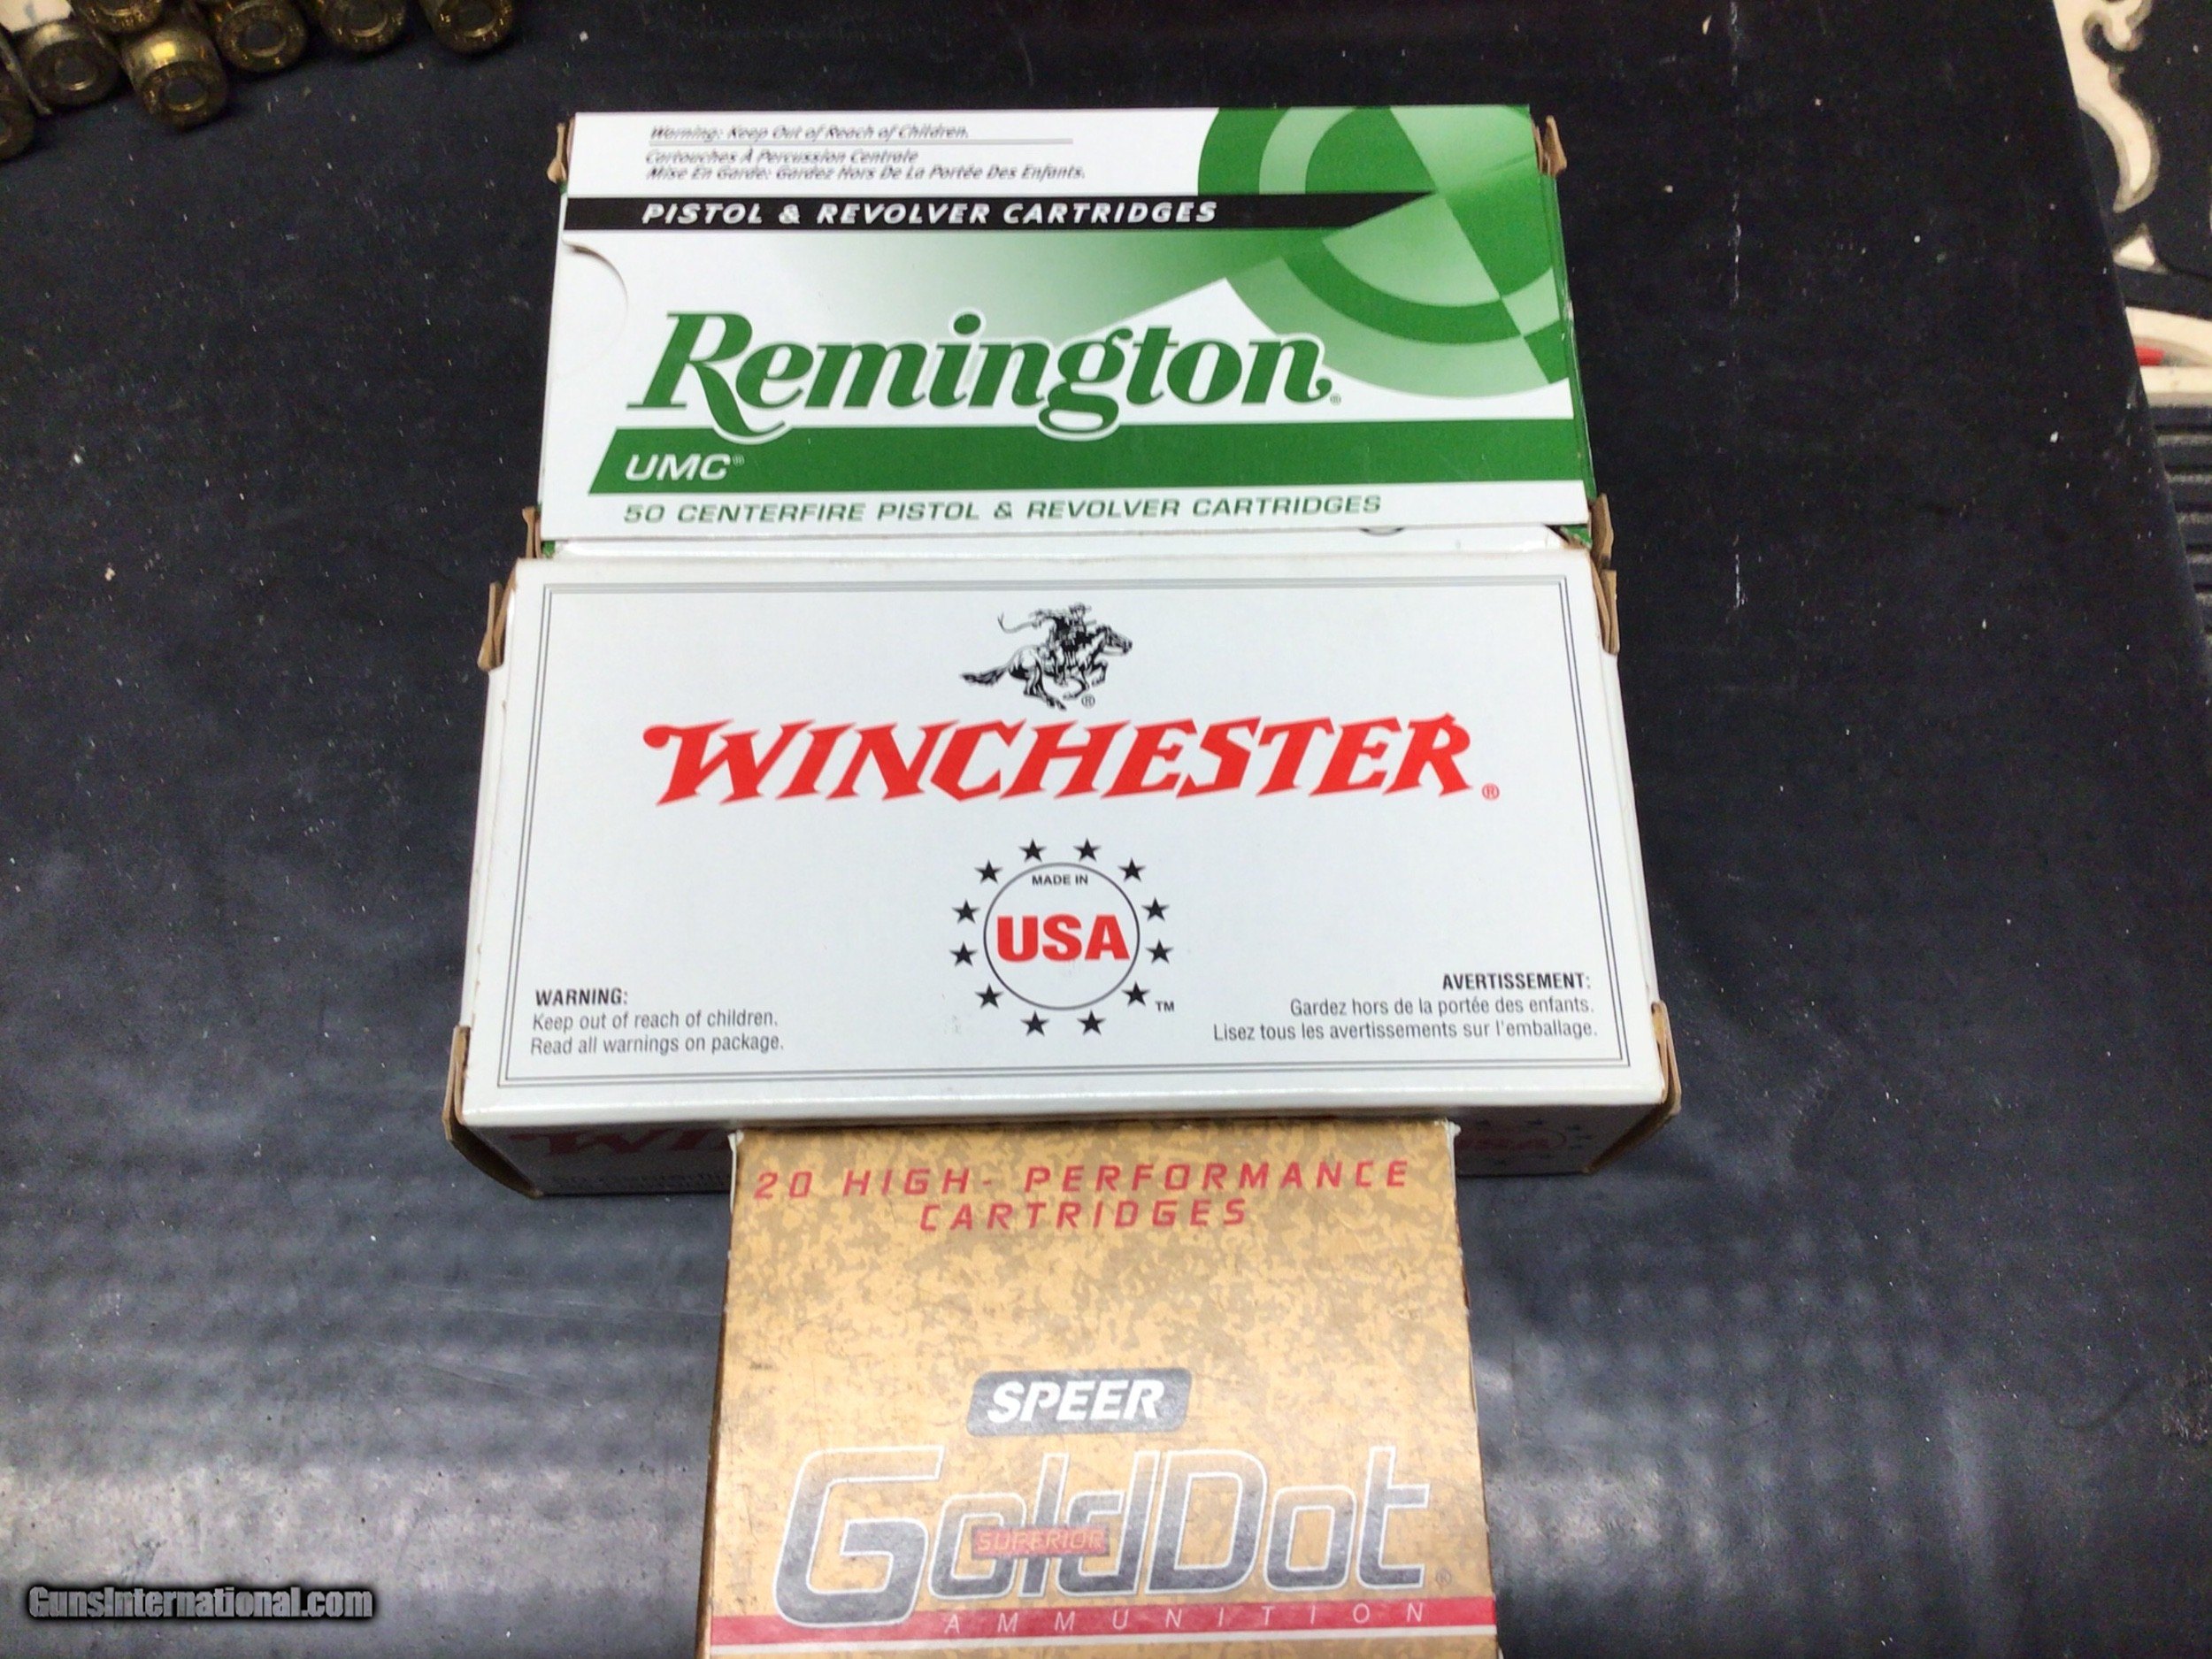 Warning: Keep Out of Reach of Children.
Cartouches À Percussion Centrale
Mise En Garde: Gardez Hors De La Portée Des Enfants.
PISTOL & REVOLVER CARTRIDGES
Remington®
UMC®
50 CENTERFIRE PISTOL & REVOLVER CARTRIDGES
®
WINCHESTER®
MADE IN
USA
TM
WARNING:
Keep out of reach of children.
Read all warnings on package.
AVERTISSEMENT:
Gardez hors de la portée des enfants.
Lisez tous les avertissements sur l'emballage.
20 HIGH-PERFORMANCE
CARTRIDGES
SPEER
GoldDot®
SUPERIOR
AMMUNITION
GunsInternational.com